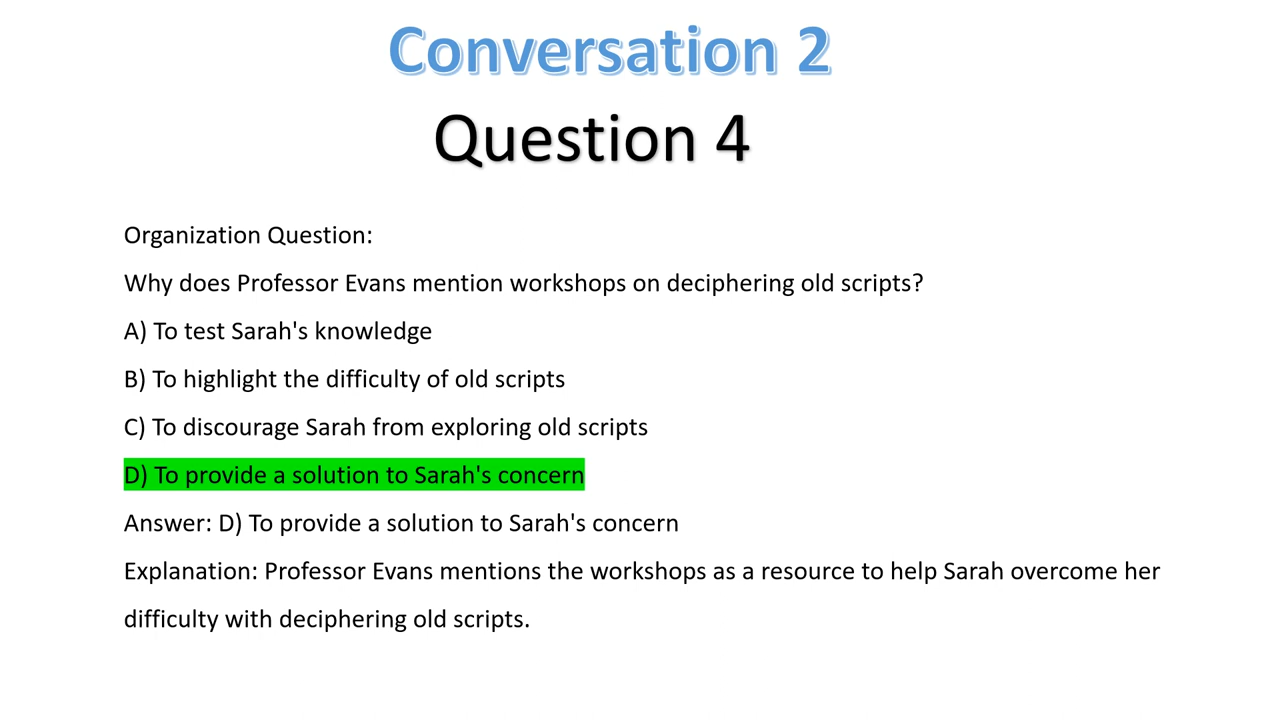 Conversation 2
Question 4
Organization Question:
Why does Professor Evans mention workshops on deciphering old scripts?
A) To test Sarah's knowledge
B) To highlight the difficulty of old scripts
C) To discourage Sarah from exploring old scripts
D) To provide a solution to Sarah's concern
Answer: D) To provide a solution to Sarah's concern
Explanation: Professor Evans mentions the workshops as a resource to help Sarah overcome her
difficulty with deciphering old scripts.